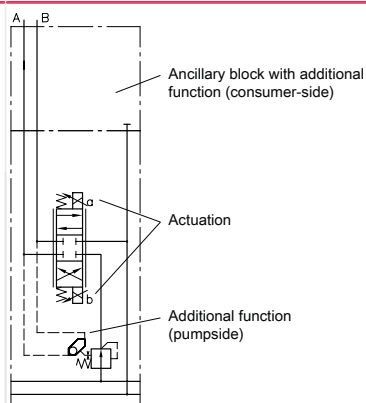 A B
Ancillary block with additional
function (consumer-side)
a
Actuation
b
Additional function
(pumpside)